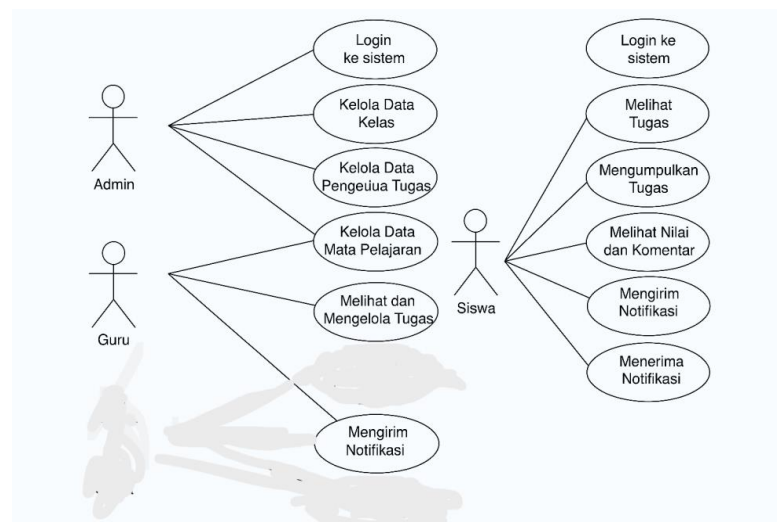 Login
ke sistem
Kelola Data
Kelas
Kelola Data
Pengeɩua Tugas
Kelola Data
Mata Pelajaran
Admin
Melihat dan
Mengelola Tugas
Guru
Mengirim
Notifikasi
Login ke
sistem
Melihat
Tugas
Mengumpulkan
Tugas
Melihat Nilai
dan Komentar
Siswa
Mengirim
Notifikasi
Menerima
Notifikasi